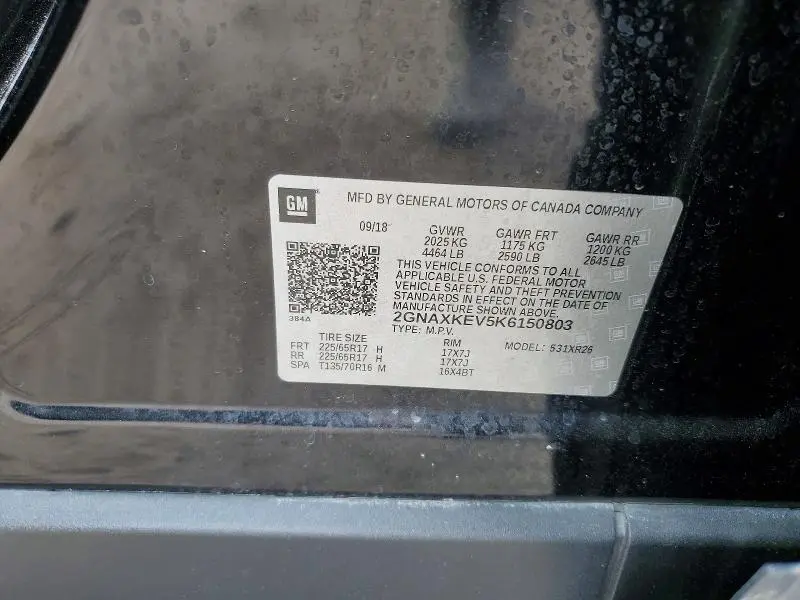 GM MFD BY GENERAL MOTORS OF CANADA COMPANY
09/18 GVWR GAWR FRT GAWR RR
2025 KG 1175 KG 1200 KG
4464 LB 2590 LB 2645 LB
THIS VEHICLE CONFORMS TO ALL
APPLICABLE U.S. FEDERAL MOTOR
VEHICLE SAFETY AND THEFT PREVENTION
STANDARDS IN EFFECT ON THE DATE OF
MANUFACTURE SHOWN ABOVE.
384A 2GNAXKEV5K6150803
TYPE: M.P.V.
TIRE SIZE RIM MODEL: 531XR26
FRT 225/65R17 H 17X7J
RR 225/65R17 H 17X7J
SPA T135/70R16 M 16X4BT